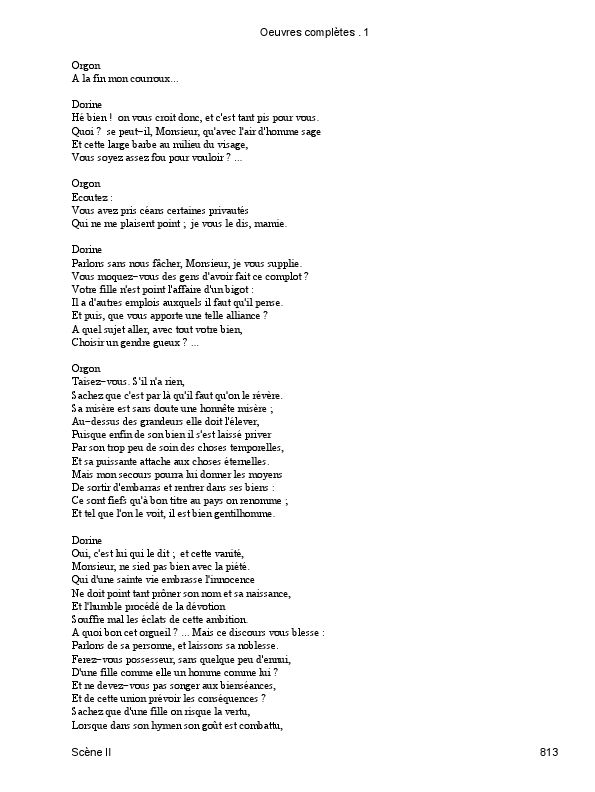 Oeuvres complètes . 1
Orgon
A la fin mon courroux...
Dorine
Hé bien ! on vous croit donc, et c'est tant pis pour vous.
Quoi ? se peut-il, Monsieur, qu'avec l'air d'homme sage
Et cette large barbe au milieu du visage,
Vous soyez assez fou pour vouloir ? ...
Orgon
Ecoutez :
Vous avez pris céans certaines privautés
Qui ne me plaisent point ; je vous le dis, mamie.
Dorine
Parlons sans nous fâcher, Monsieur, je vous supplie.
Vous moquez-vous des gens d'avoir fait ce complot ?
Votre fille n'est point l'affaire d'un bigot :
Il a d'autres emplois auxquels il faut qu'il pense.
Et puis, que vous apporte une telle alliance ?
A quel sujet aller, avec tout votre bien,
Choisir un gendre gueux ? ...
Orgon
Taisez-vous. S'il n'a rien,
Sachez que c'est par là qu'il faut qu'on le révère.
Sa misère est sans doute une honnête misère ;
Au-dessus des grandeurs elle doit l'élever,
Puisque enfin de son bien il s'est laissé priver
Par son trop peu de soin des choses temporelles,
Et sa puissante attache aux choses éternelles.
Mais mon secours pourra lui donner les moyens
De sortir d'embarras et rentrer dans ses biens :
Ce sont fiefs qu'à bon titre au pays on renomme ;
Et tel que l'on le voit, il est bien gentilhomme.
Dorine
Oui, c'est lui qui le dit ; et cette vanité,
Monsieur, ne sied pas bien avec la piété.
Qui d'une sainte vie embrasse l'innocence
Ne doit point tant prôner son nom et sa naissance,
Et l'humble procédé de la dévotion
Souffre mal les éclats de cette ambition.
A quoi bon cet orgueil ? ... Mais ce discours vous blesse :
Parlons de sa personne, et laissons sa noblesse.
Ferez-vous possesseur, sans quelque peu d'ennui,
D'une fille comme elle un homme comme lui ?
Et ne devez-vous pas songer aux bienséances,
Et de cette union prévoir les conséquences ?
Sachez que d'une fille on risque la vertu,
Lorsque dans son hymen son goût est combattu,
Scène II 813